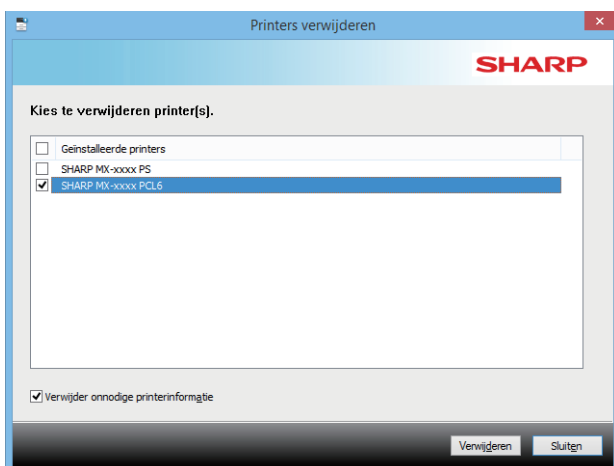 Printers verwijderen
SHARP
Kies te verwijderen printer(s).
Geïnstalleerde printers
SHARP MX-xxxx PS
SHARP MX-xxxx PCL6
Verwijder onnodige printerinformatie
Verwijderen Sluiten